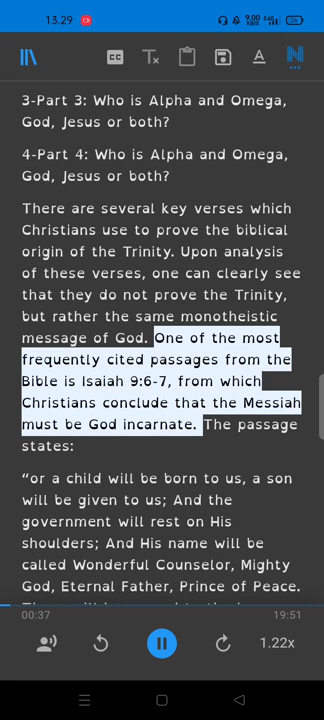 13.29
9,00 KB/S
CC
3-Part 3: Who is Alpha and Omega,
God, Jesus or both?
4-Part 4: Who is Alpha and Omega,
God, Jesus or both?
There are several key verses which
Christians use to prove the biblical
origin of the Trinity. Upon analysis
of these verses, one can clearly see
that they do not prove the Trinity,
but rather the same monotheistic
message of God. One of the most
frequently cited passages from the
Bible is Isaiah 9:6-7, from which
Christians conclude that the Messiah
must be God incarnate. The passage
states:
“or a child will be born to us, a son
will be given to us; And the
government will rest on His
shoulders; And His name will be
called Wonderful Counselor, Mighty
God, Eternal Father, Prince of Peace.
00:37
19:51
1.22x